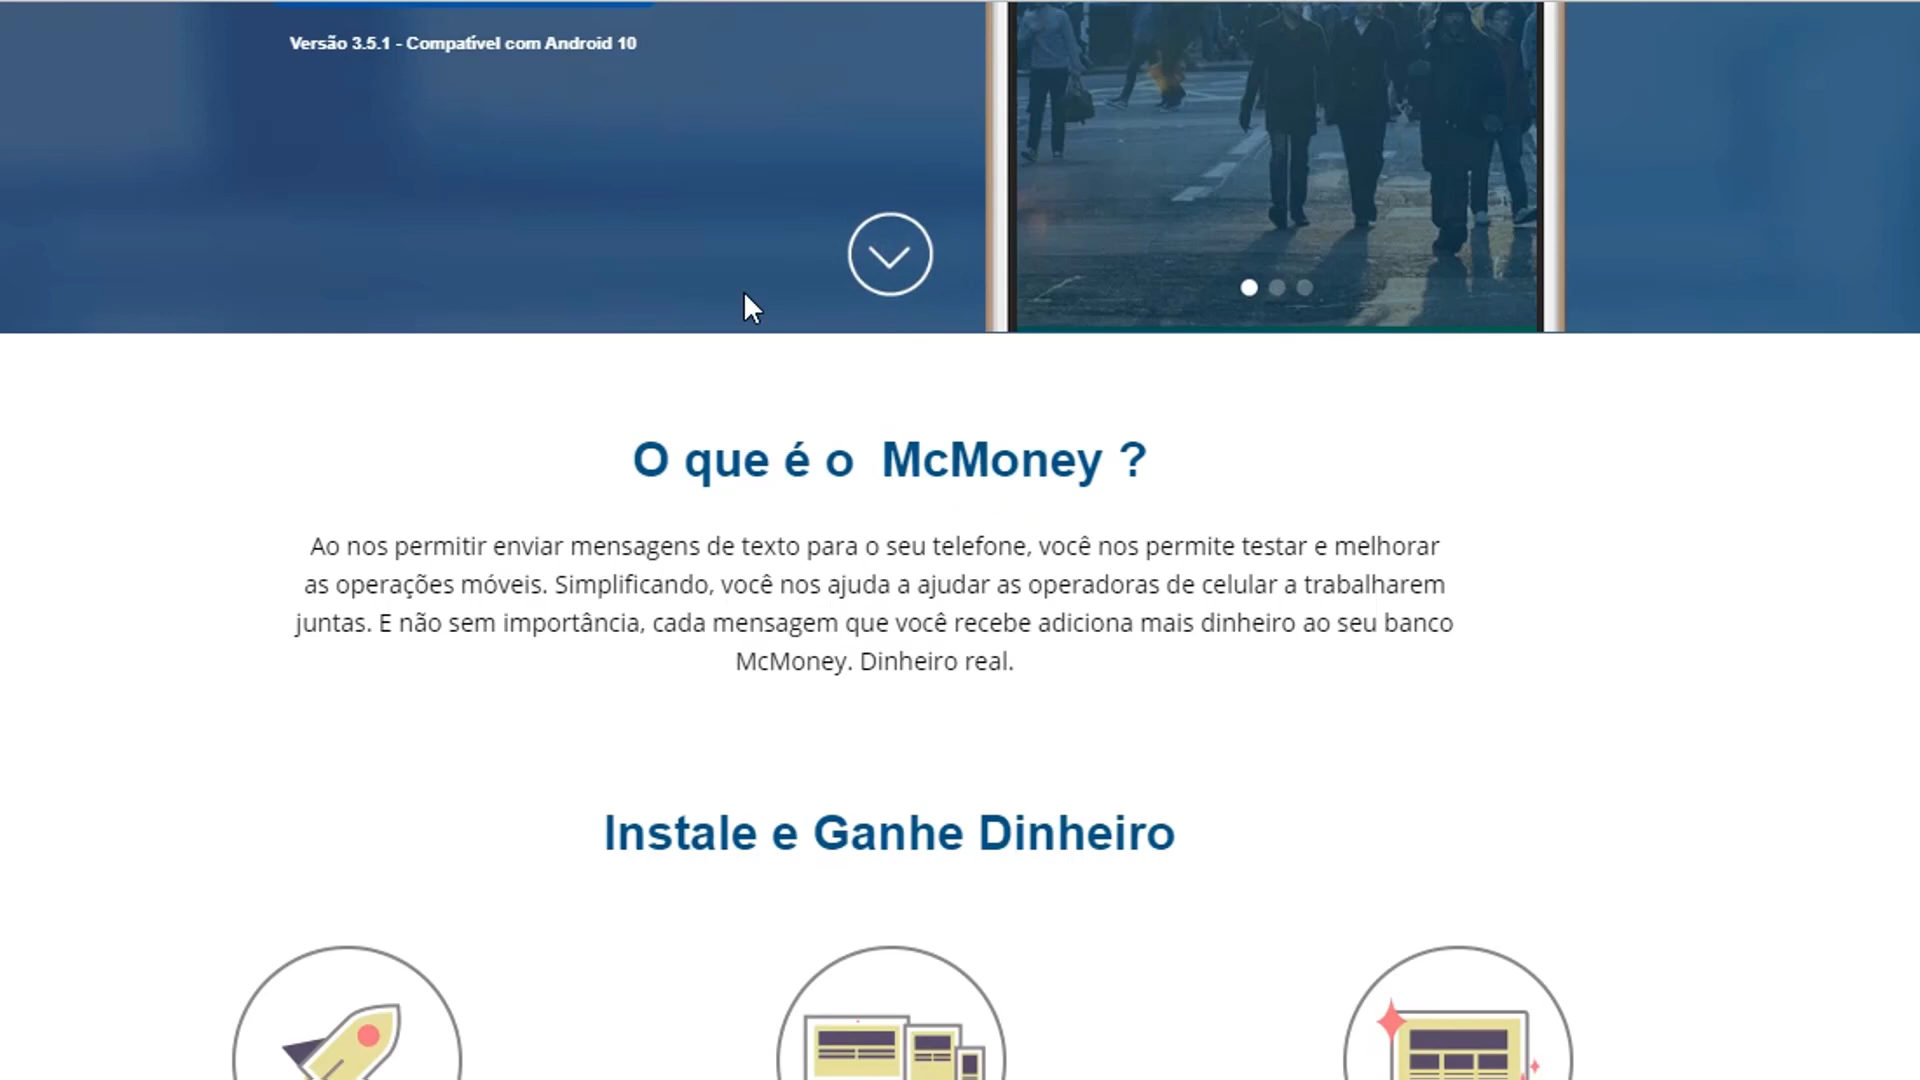 Versão 3.5.1 - Compatível com Android 10
O que é o McMoney ?
Ao nos permitir enviar mensagens de texto para o seu telefone, você nos permite testar e melhorar
as operações móveis. Simplificando, você nos ajuda a ajudar as operadoras de celular a trabalharem
juntas. E não sem importância, cada mensagem que você recebe adiciona mais dinheiro ao seu banco
McMoney. Dinheiro real.
Instale e Ganhe Dinheiro